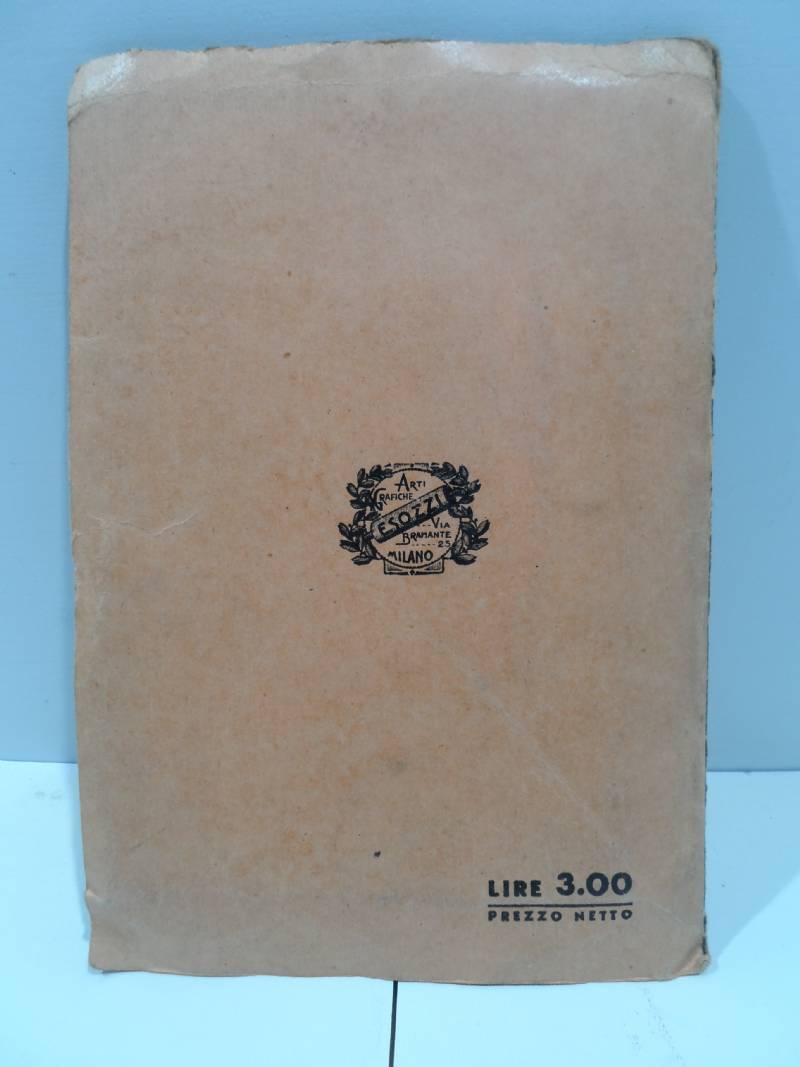 ARTI
GRAFICHE
ESOZZI
VIA
BRAMANTE
25
MILANO
LIRE 3.00
PREZZO NETTO